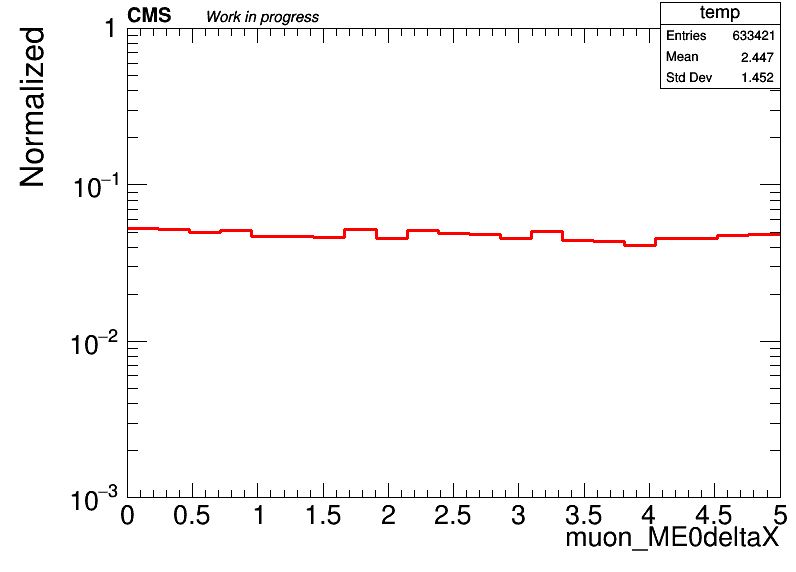 CMS Work in progress
temp
Entries 633421
Mean 2.447
Std Dev 1.452
Normalized
1
10⁻¹
10⁻²
10⁻³
0 0.5 1 1.5 2 2.5 3 3.5 4 4.5 5
muon_ME0deltaX